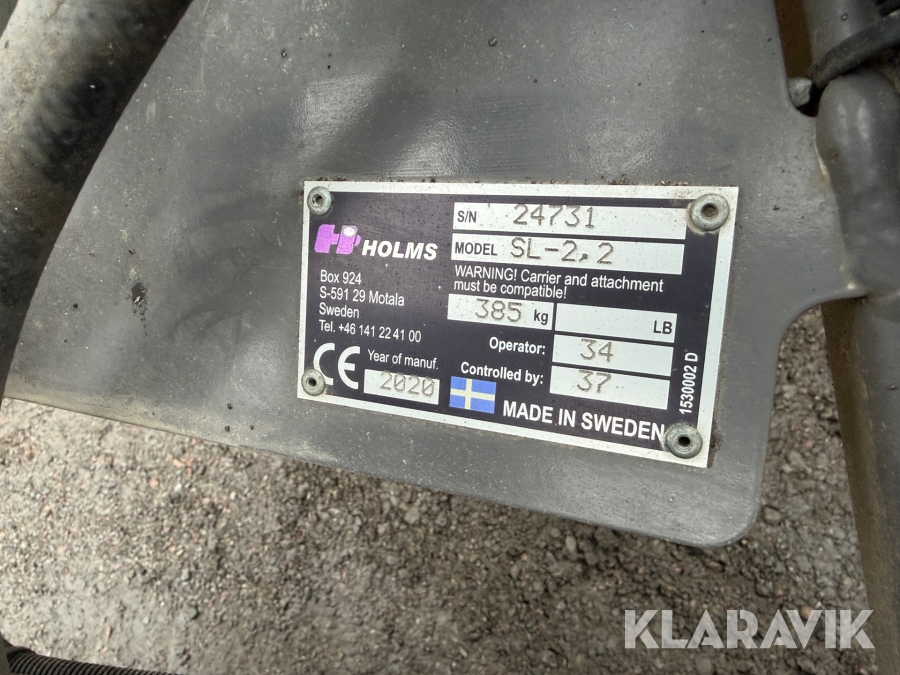 HOLMS
Box 924
S-591 29 Motala
Sweden
Tel. +46 141 22 41 00
CE
Year of manuf.
2020
S/N 24731
MODEL SL-2,2
WARNING! Carrier and attachment
must be compatible!
385 kg
LB
Operator: 34
Controlled by: 37
MADE IN SWEDEN
1530002 D
KLARAVIK